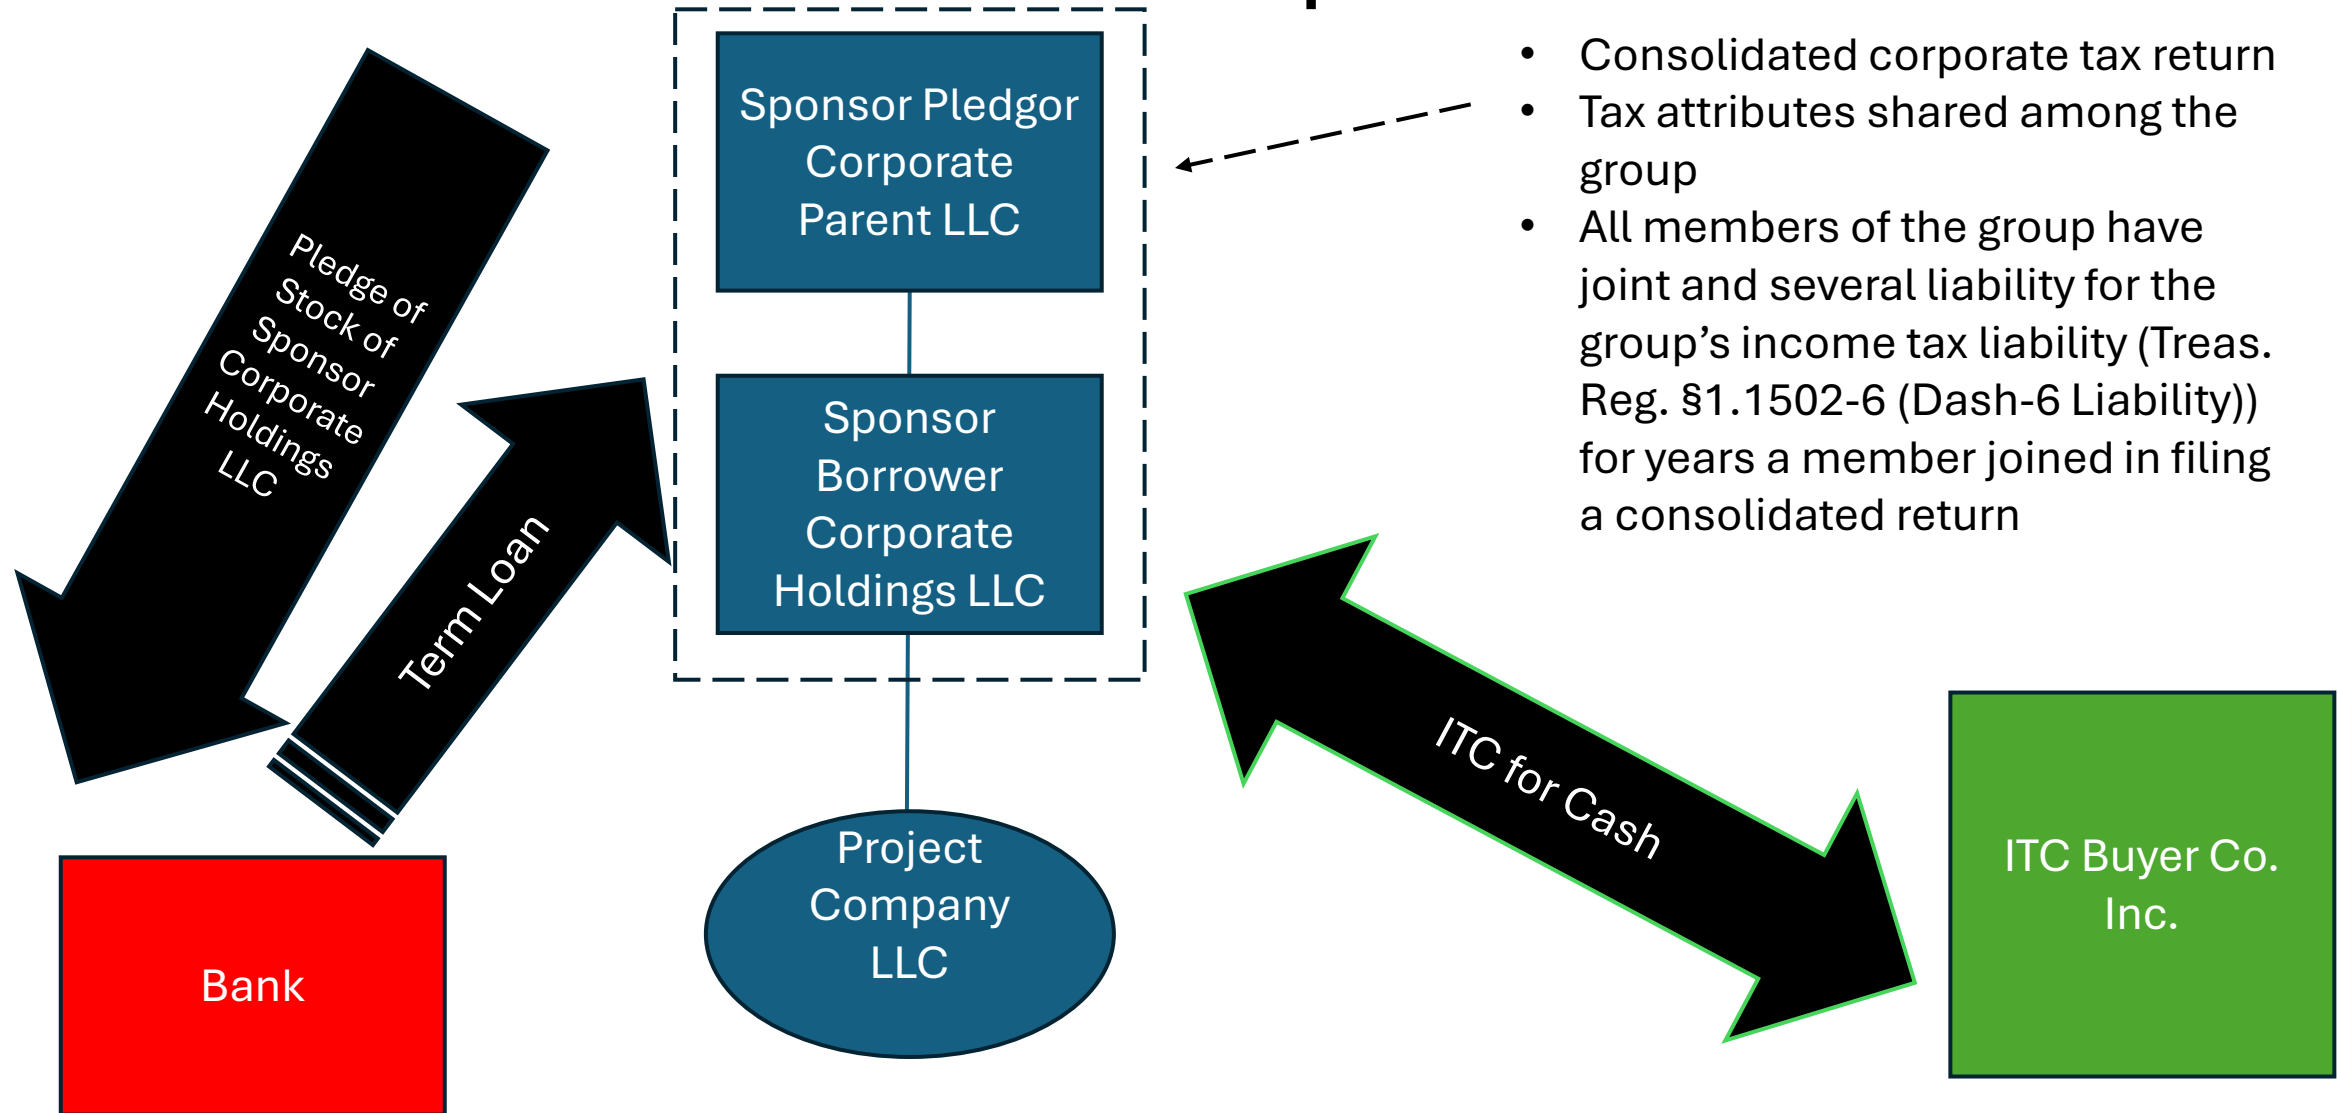 Sponsor Pledgor
Corporate
Parent LLC
• Consolidated corporate tax return
• Tax attributes shared among the
group
• All members of the group have
joint and several liability for the
group’s income tax liability (Treas.
Reg. §1.1502-6 (Dash-6 Liability))
for years a member joined in filing
a consolidated return
Pledge of
Stock of
Sponsor
Corporate
Holdings
LLC
Term Loan
Sponsor
Borrower
Corporate
Holdings LLC
ITC for Cash
Project
Company
LLC
ITC Buyer Co.
Inc.
Bank